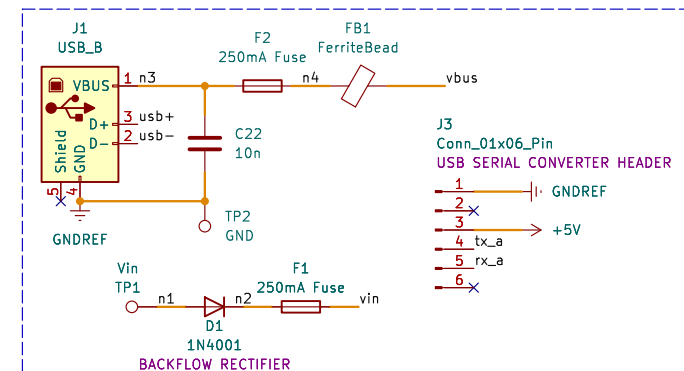 J1
USB_B
F2
250mA Fuse
FB1
FerriteBead
VBUS 1 n3
n4
vbus
D+ 3 usb+
D- 2 usb-
Shield
GND
5
4
C22
10n
TP2
GND
GNDREF
J3
Conn_01x06_Pin
USB SERIAL CONVERTER HEADER
1 GNDREF
2
3 +5V
4 tx_a
5 rx_a
6
Vin
TP1
F1
250mA Fuse
n1
n2
vin
D1
1N4001
BACKFLOW RECTIFIER